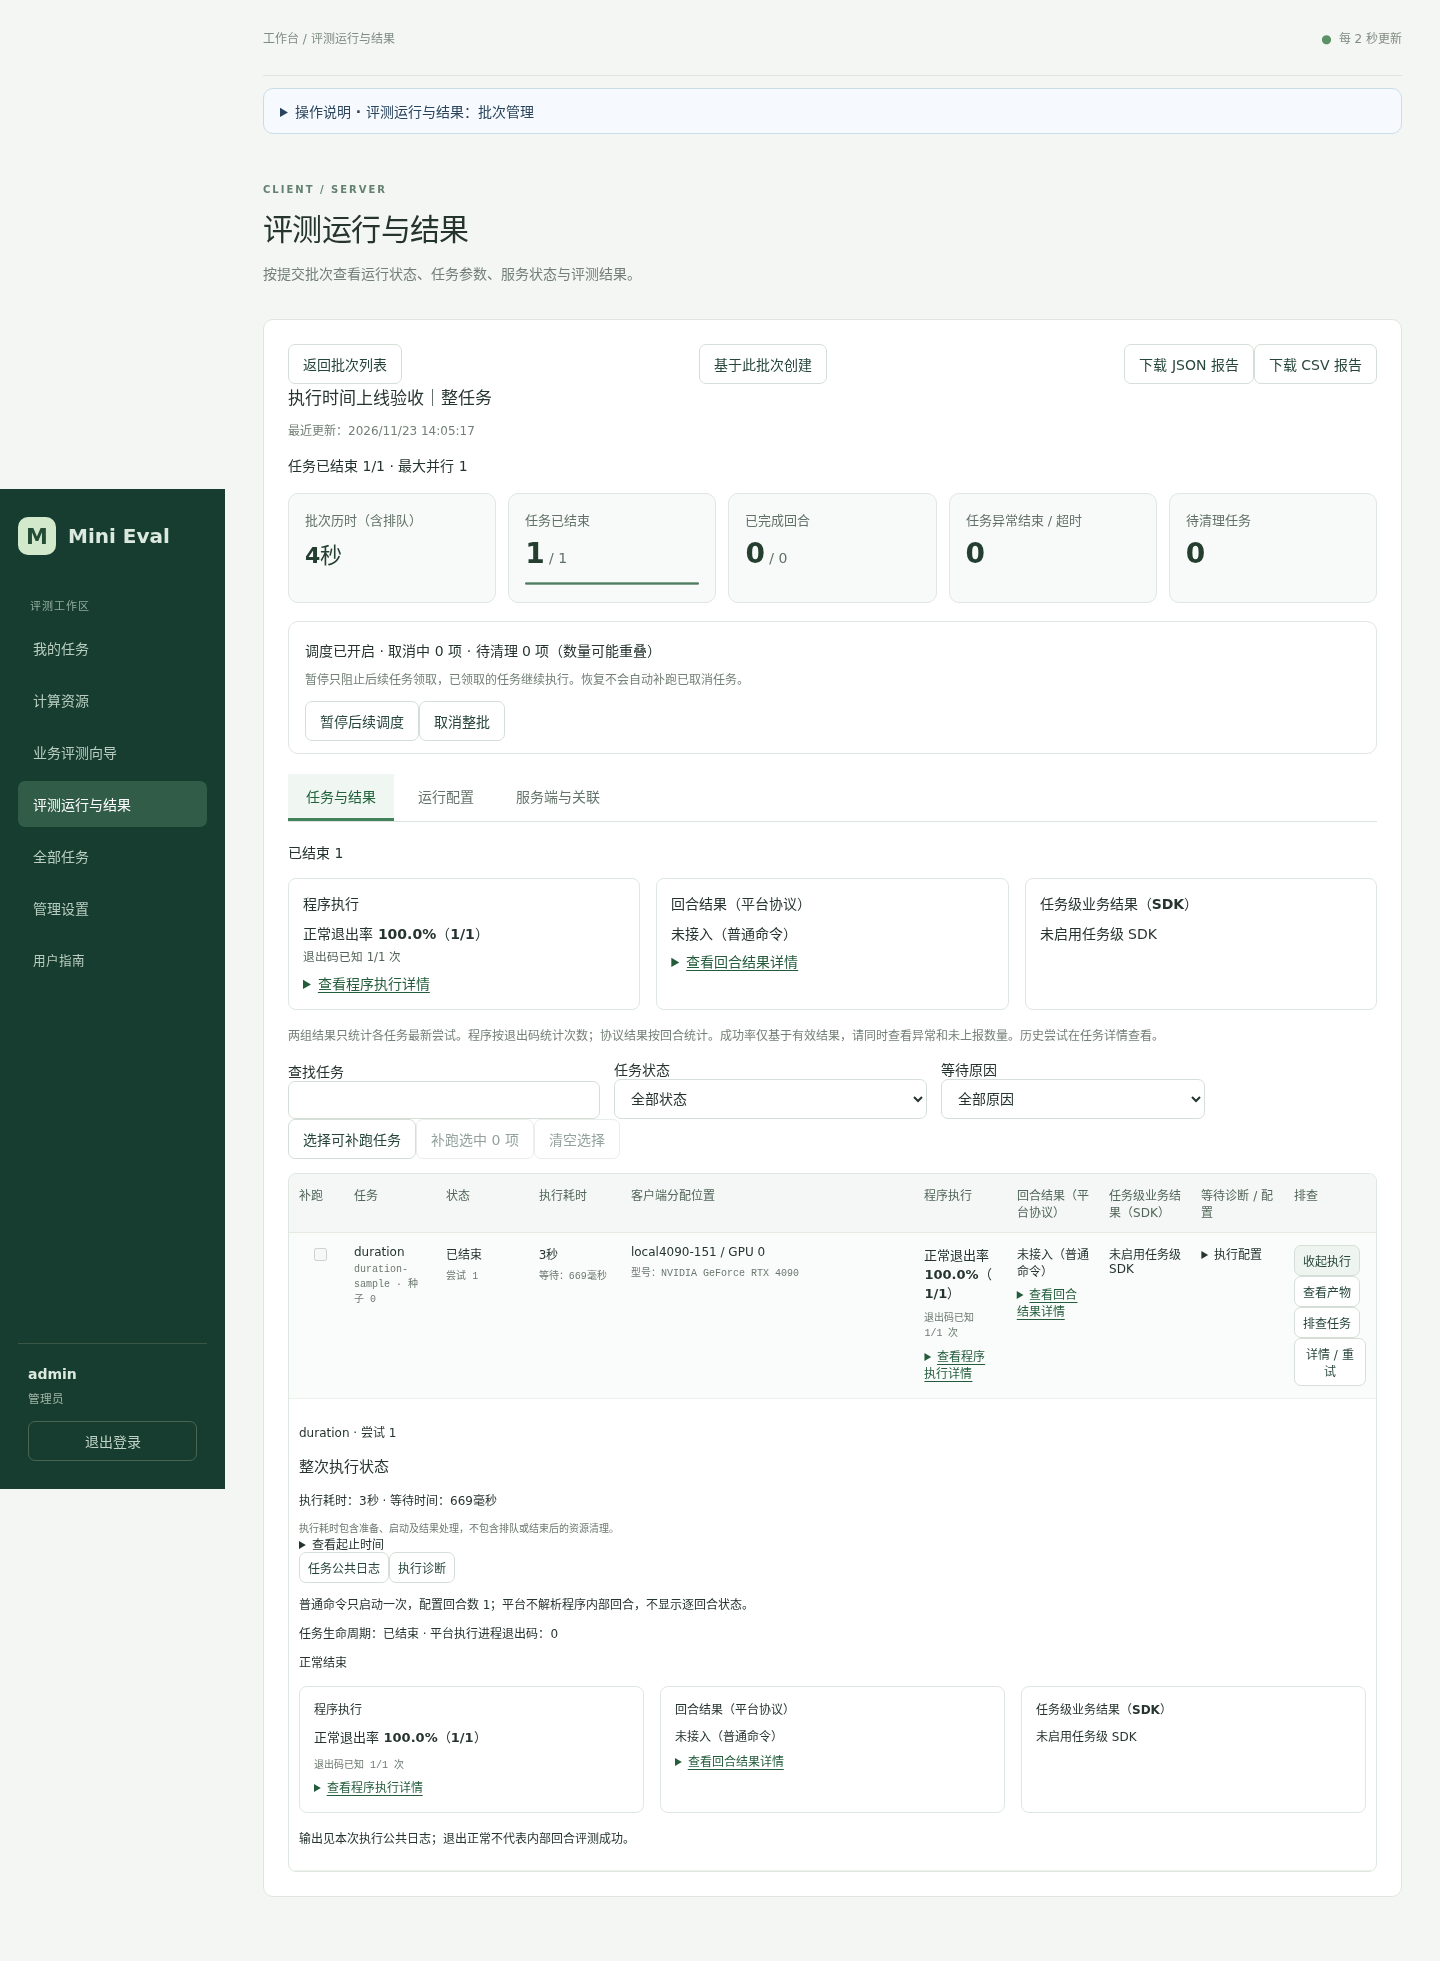 工作台 / 评测运行与结果
每 2 秒更新
操作说明・评测运行与结果：批次管理
CLIENT / SERVER
评测运行与结果
按提交批次查看运行状态、任务参数、服务状态与评测结果。
返回批次列表
基于此批次创建
下载 JSON 报告
下载 CSV 报告
执行时间上线验收｜整任务
最近更新：2026/11/23 14:05:17
任务已结束 1/1 · 最大并行 1
批次历时（含排队）
4秒
任务已结束
1 / 1
已完成回合
0 / 0
任务异常结束 / 超时
0
待清理任务
0
调度已开启 · 取消中 0 项 · 待清理 0 项（数量可能重叠）
暂停只阻止后续任务领取，已领取的任务继续执行。恢复不会自动补跑已取消任务。
暂停后续调度
取消整批
M
Mini Eval
评测工作区
我的任务
计算资源
业务评测向导
评测运行与结果
全部任务
管理设置
用户指南
admin
管理员
退出登录
任务与结果
运行配置
服务端与关联
已结束 1
程序执行
正常退出率 100.0%（1/1）
退出码已知 1/1 次
查看程序执行详情
回合结果（平台协议）
未接入（普通命令）
查看回合结果详情
任务级业务结果（SDK）
未启用任务级 SDK
两组结果只统计各任务最新尝试。程序按退出码统计次数；协议结果按回合统计。成功率仅基于有效结果，请同时查看异常和未上报数量。历史尝试在任务详情查看。
查找任务
任务状态
全部状态
等待原因
全部原因
选择可补跑任务
补跑选中 0 项
清空选择
补跑
任务
状态
执行耗时
客户端分配位置
程序执行
回合结果（平
台协议）
任务级业务结
果（SDK）
等待诊断 / 配
置
排查
duration
duration-
sample · 种
子 0
已结束
尝试 1
3秒
等待：669毫秒
local4090-151 / GPU 0
型号：NVIDIA GeForce RTX 4090
正常退出率
100.0%（
1/1）
退出码已知
1/1 次
查看程序
执行详情
未接入（普通
命令）
查看回合
结果详情
未启用任务级
SDK
执行配置
收起执行
查看产物
排查任务
详情 / 重
试
duration · 尝试 1
整次执行状态
执行耗时：3秒 · 等待时间：669毫秒
执行耗时包含准备、启动及结果处理，不包含排队或结束后的资源清理。
查看起止时间
任务公共日志
执行诊断
普通命令只启动一次，配置回合数 1；平台不解析程序内部回合，不显示逐回合状态。
任务生命周期：已结束 · 平台执行进程退出码：0
正常结束
程序执行
正常退出率 100.0%（1/1）
退出码已知 1/1 次
查看程序执行详情
回合结果（平台协议）
未接入（普通命令）
查看回合结果详情
任务级业务结果（SDK）
未启用任务级 SDK
输出见本次执行公共日志；退出正常不代表内部回合评测成功。